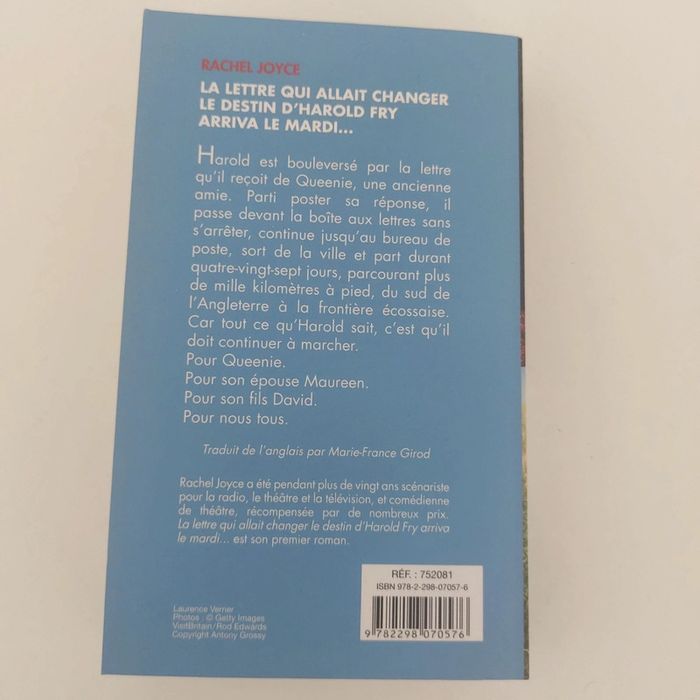 RACHEL JOYCE
LA LETTRE QUI ALLAIT CHANGER
LE DESTIN D'HAROLD FRY
ARRIVA LE MARDI...
Harold est bouleversé par la lettre
qu'il reçoit de Queenie, une ancienne
amie. Parti poster sa réponse, il
passe devant la boîte aux lettres sans
s'arrêter, continue jusqu'au bureau de
poste, sort de la ville et part durant
quatre-vingt-sept jours, parcourant plus
de mille kilomètres à pied, du sud de
l'Angleterre à la frontière écossaise.
Car tout ce qu'Harold sait, c'est qu'il
doit continuer à marcher.
Pour Queenie.
Pour son épouse Maureen.
Pour son fils David.
Pour nous tous.
Traduit de l'anglais par Marie-France Girod
Rachel Joyce a été pendant plus de vingt ans scénariste
pour la radio, le théâtre et la télévision, et comédienne
de théâtre, récompensée par de nombreux prix.
La lettre qui allait changer le destin d'Harold Fry arriva
le mardi... est son premier roman.
RÉF. : 752081
ISBN 978-2-298-07057-6
9 782298 070576
Laurence Verrier
Photos : © Getty Images
VisitBritain/Rod Edwards
Copyright Antony Grossy